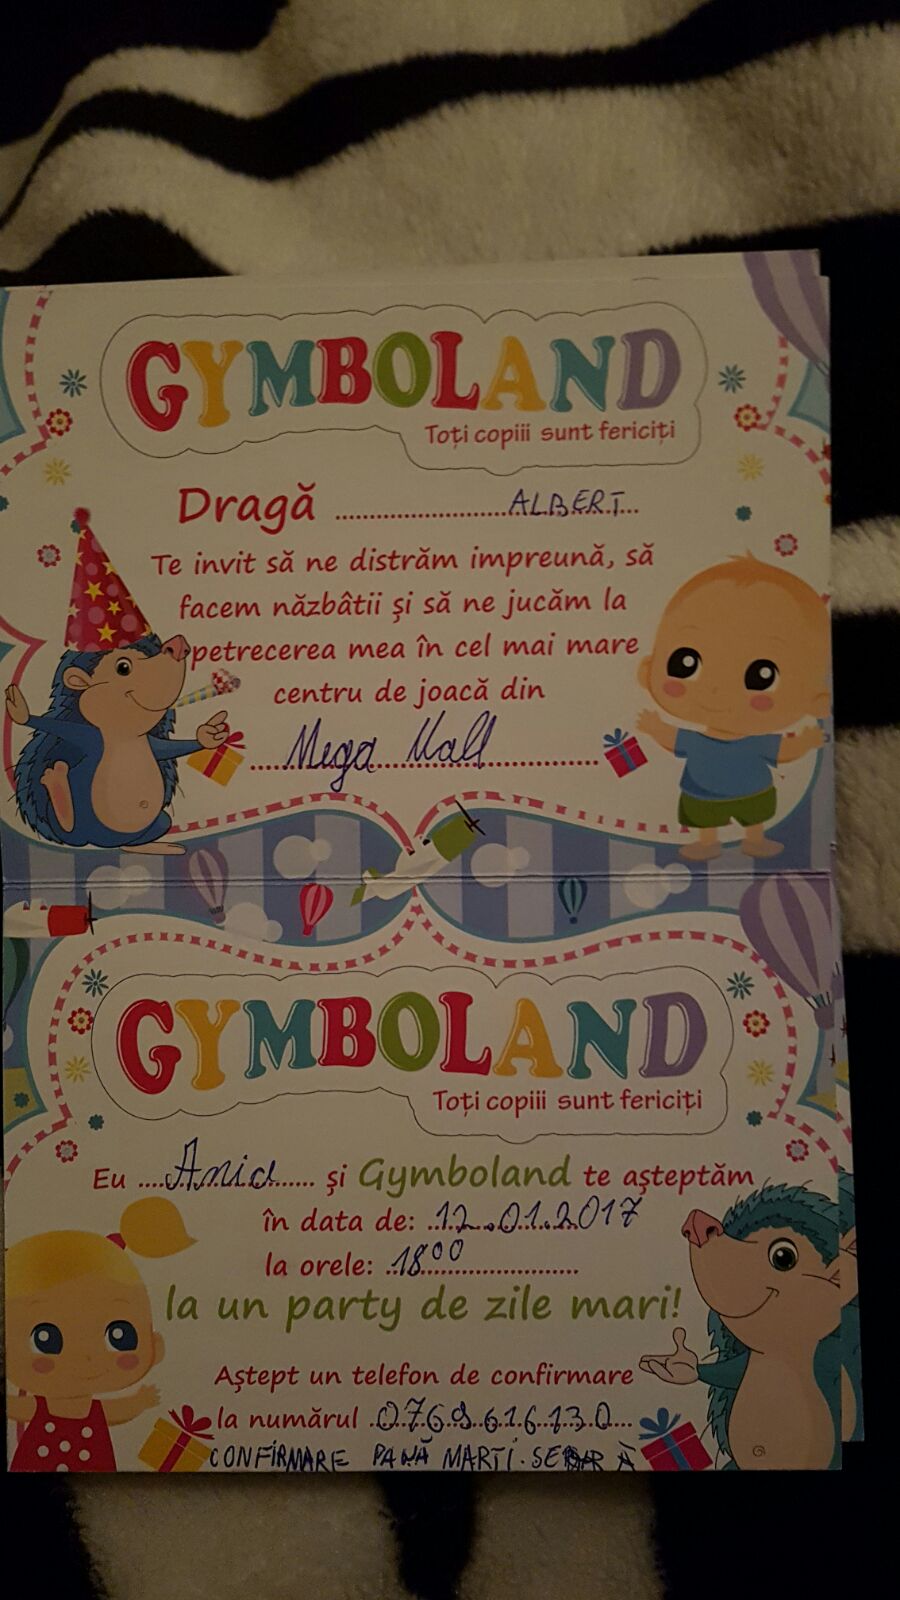 GYMBOLAND
Toți copiii sunt fericiți
Dragă ALBERT
Te invit să ne distrăm impreună, să
facem năzbâtii și să ne jucăm la
petrecerea mea în cel mai mare
centru de joacă din
Mega Mall
GYMBOLAND
Toți copiii sunt fericiți
Eu Ania și Gymboland te așteptăm
în data de: 12.01.2017
la orele: 18⁰⁰
la un party de zile mari!
Aștept un telefon de confirmare
la numărul 0769616130
CONFIRMARE PANĂ MARTI SEARĂ